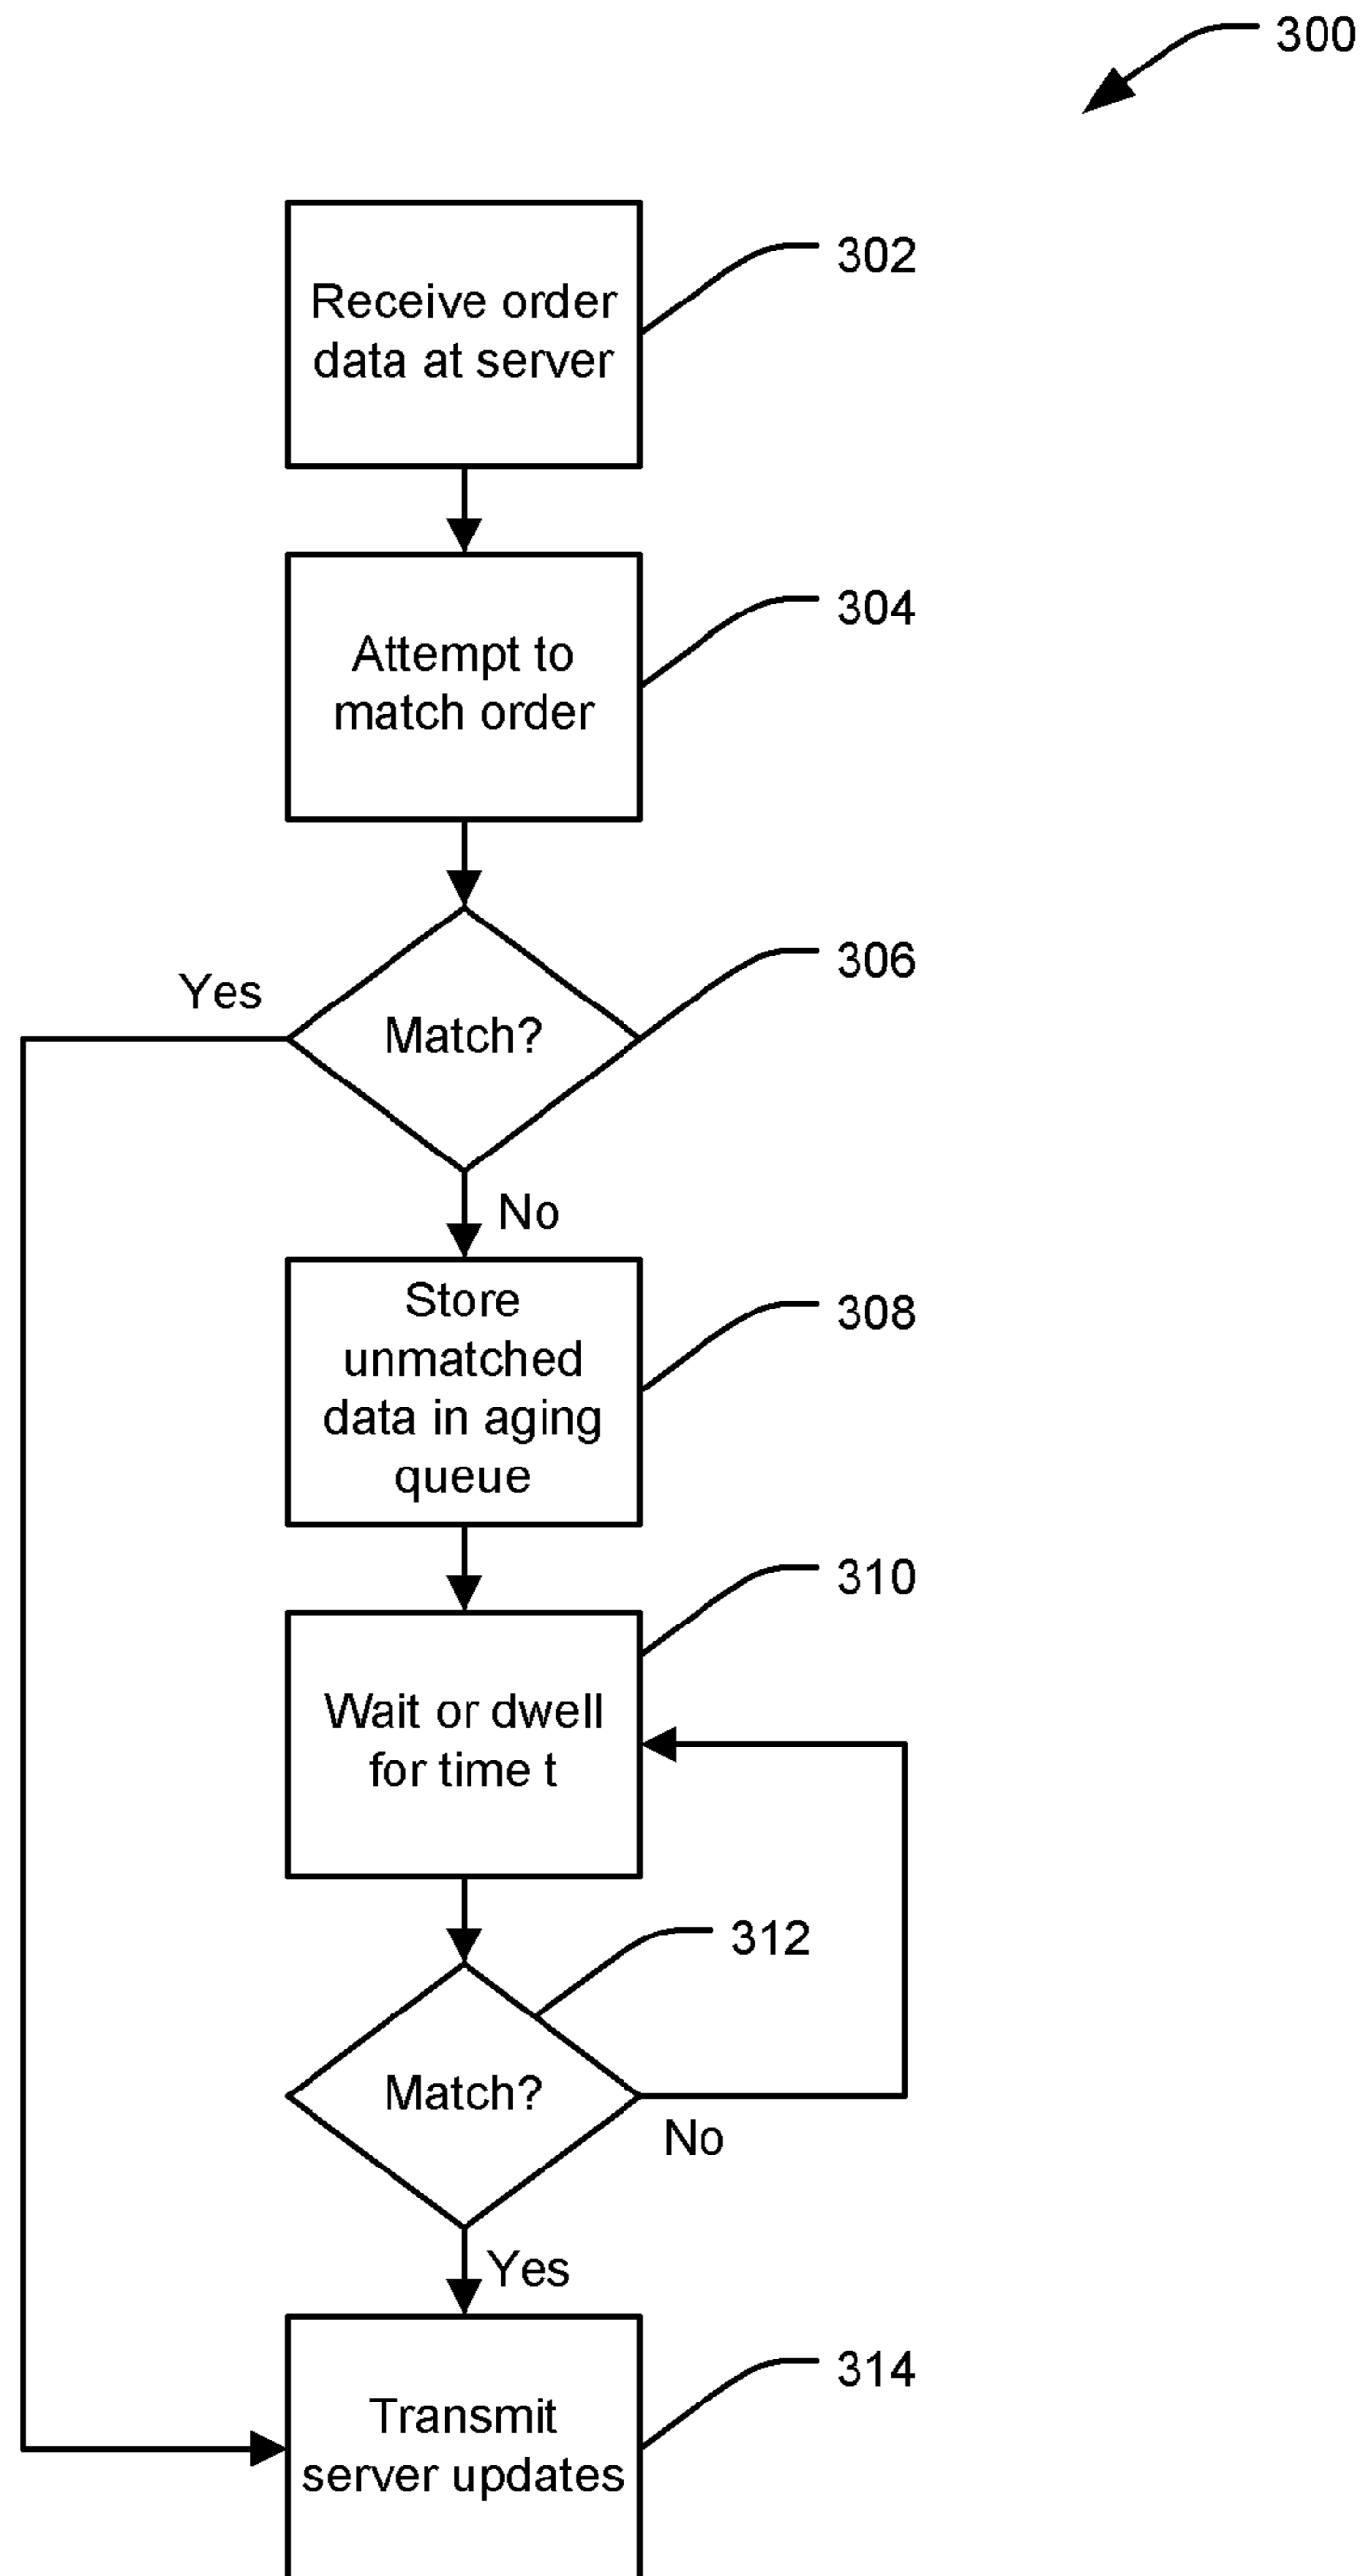 300
Receive order
data at server
302
Attempt to
match order
304
Yes
Match?
306
No
Store
unmatched
data in aging
queue
308
310
Wait or dwell
for time t
312
Match?
No
Yes
Transmit
server updates
314